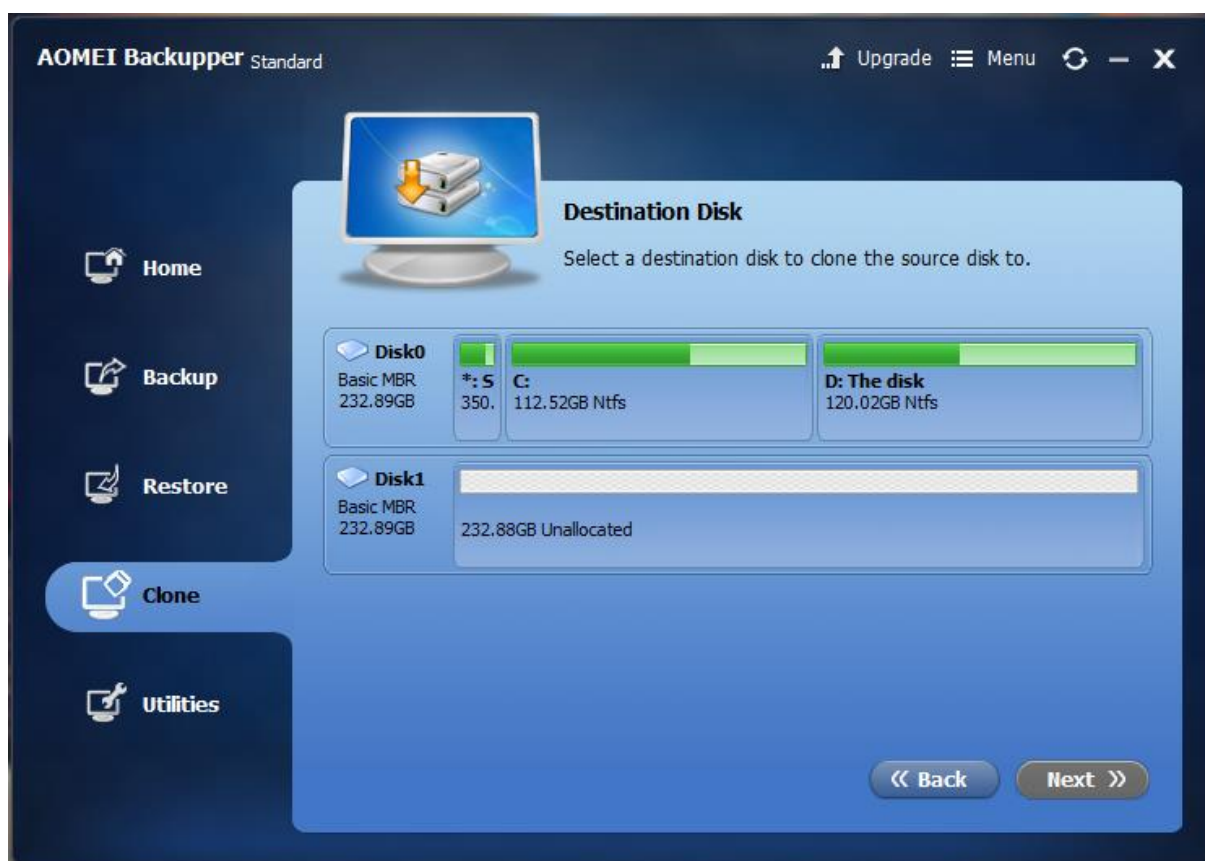 AOMEI Backupper Standard
Upgrade Menu
Destination Disk
Select a destination disk to clone the source disk to.
Home
Backup
Restore
Clone
Utilities
Disk0
Basic MBR
232.89GB
*: S
350.
C:
112.52GB Ntfs
D: The disk
120.02GB Ntfs
Disk1
Basic MBR
232.89GB
232.88GB Unallocated
Back
Next